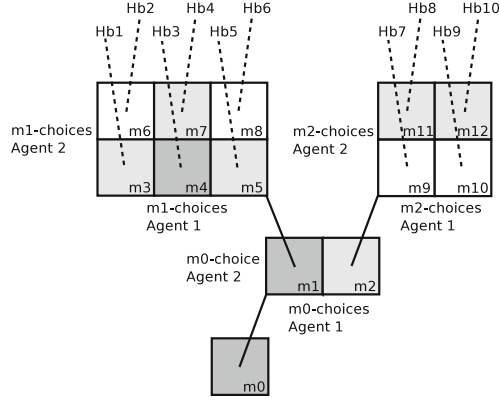 Hb2 Hb4 Hb6 Hb8 Hb10
Hb1 Hb3 Hb5 Hb7 Hb9
m6 m7 m8 m11 m12
m1-choices
Agent 2
m2-choices
Agent 2
m3 m4 m5 m9 m10
m1-choices
Agent 1
m2-choices
Agent 1
m0-choice
Agent 2
m1 m2
m0-choices
Agent 1
m0